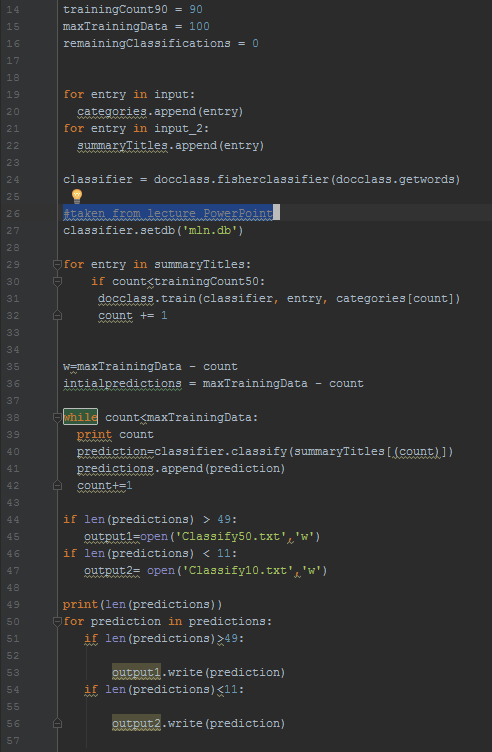 14 trainingCount90 = 90
15 maxTrainingData = 100
16 remainingClassifications = 0
17
18
19 for entry in input:
20   categories.append(entry)
21 for entry in input_2:
22   summaryTitles.append(entry)
23
24 classifier = docclass.fisherclassifier(docclass.getwords)
25
26 #taken from lecture PowerPoint
27 classifier.setdb('mln.db')
28
29 for entry in summaryTitles:
30     if count<trainingCount50:
31      docclass.train(classifier, entry, categories[count])
32      count += 1
33
34
35 w=maxTrainingData - count
36 intialpredictions = maxTrainingData - count
37
38 while count<maxTrainingData:
39   print count
40   prediction=classifier.classify(summaryTitles[(count)])
41   predictions.append(prediction)
42   count+=1
43
44 if len(predictions) > 49:
45    output1=open('Classify50.txt','w')
46 if len(predictions) < 11:
47    output2= open('Classify10.txt','w')
48
49 print(len(predictions))
50 for prediction in predictions:
51    if len(predictions)>49:
52
53        output1.write(prediction)
54    if len(predictions)<11:
55
56        output2.write(prediction)
57